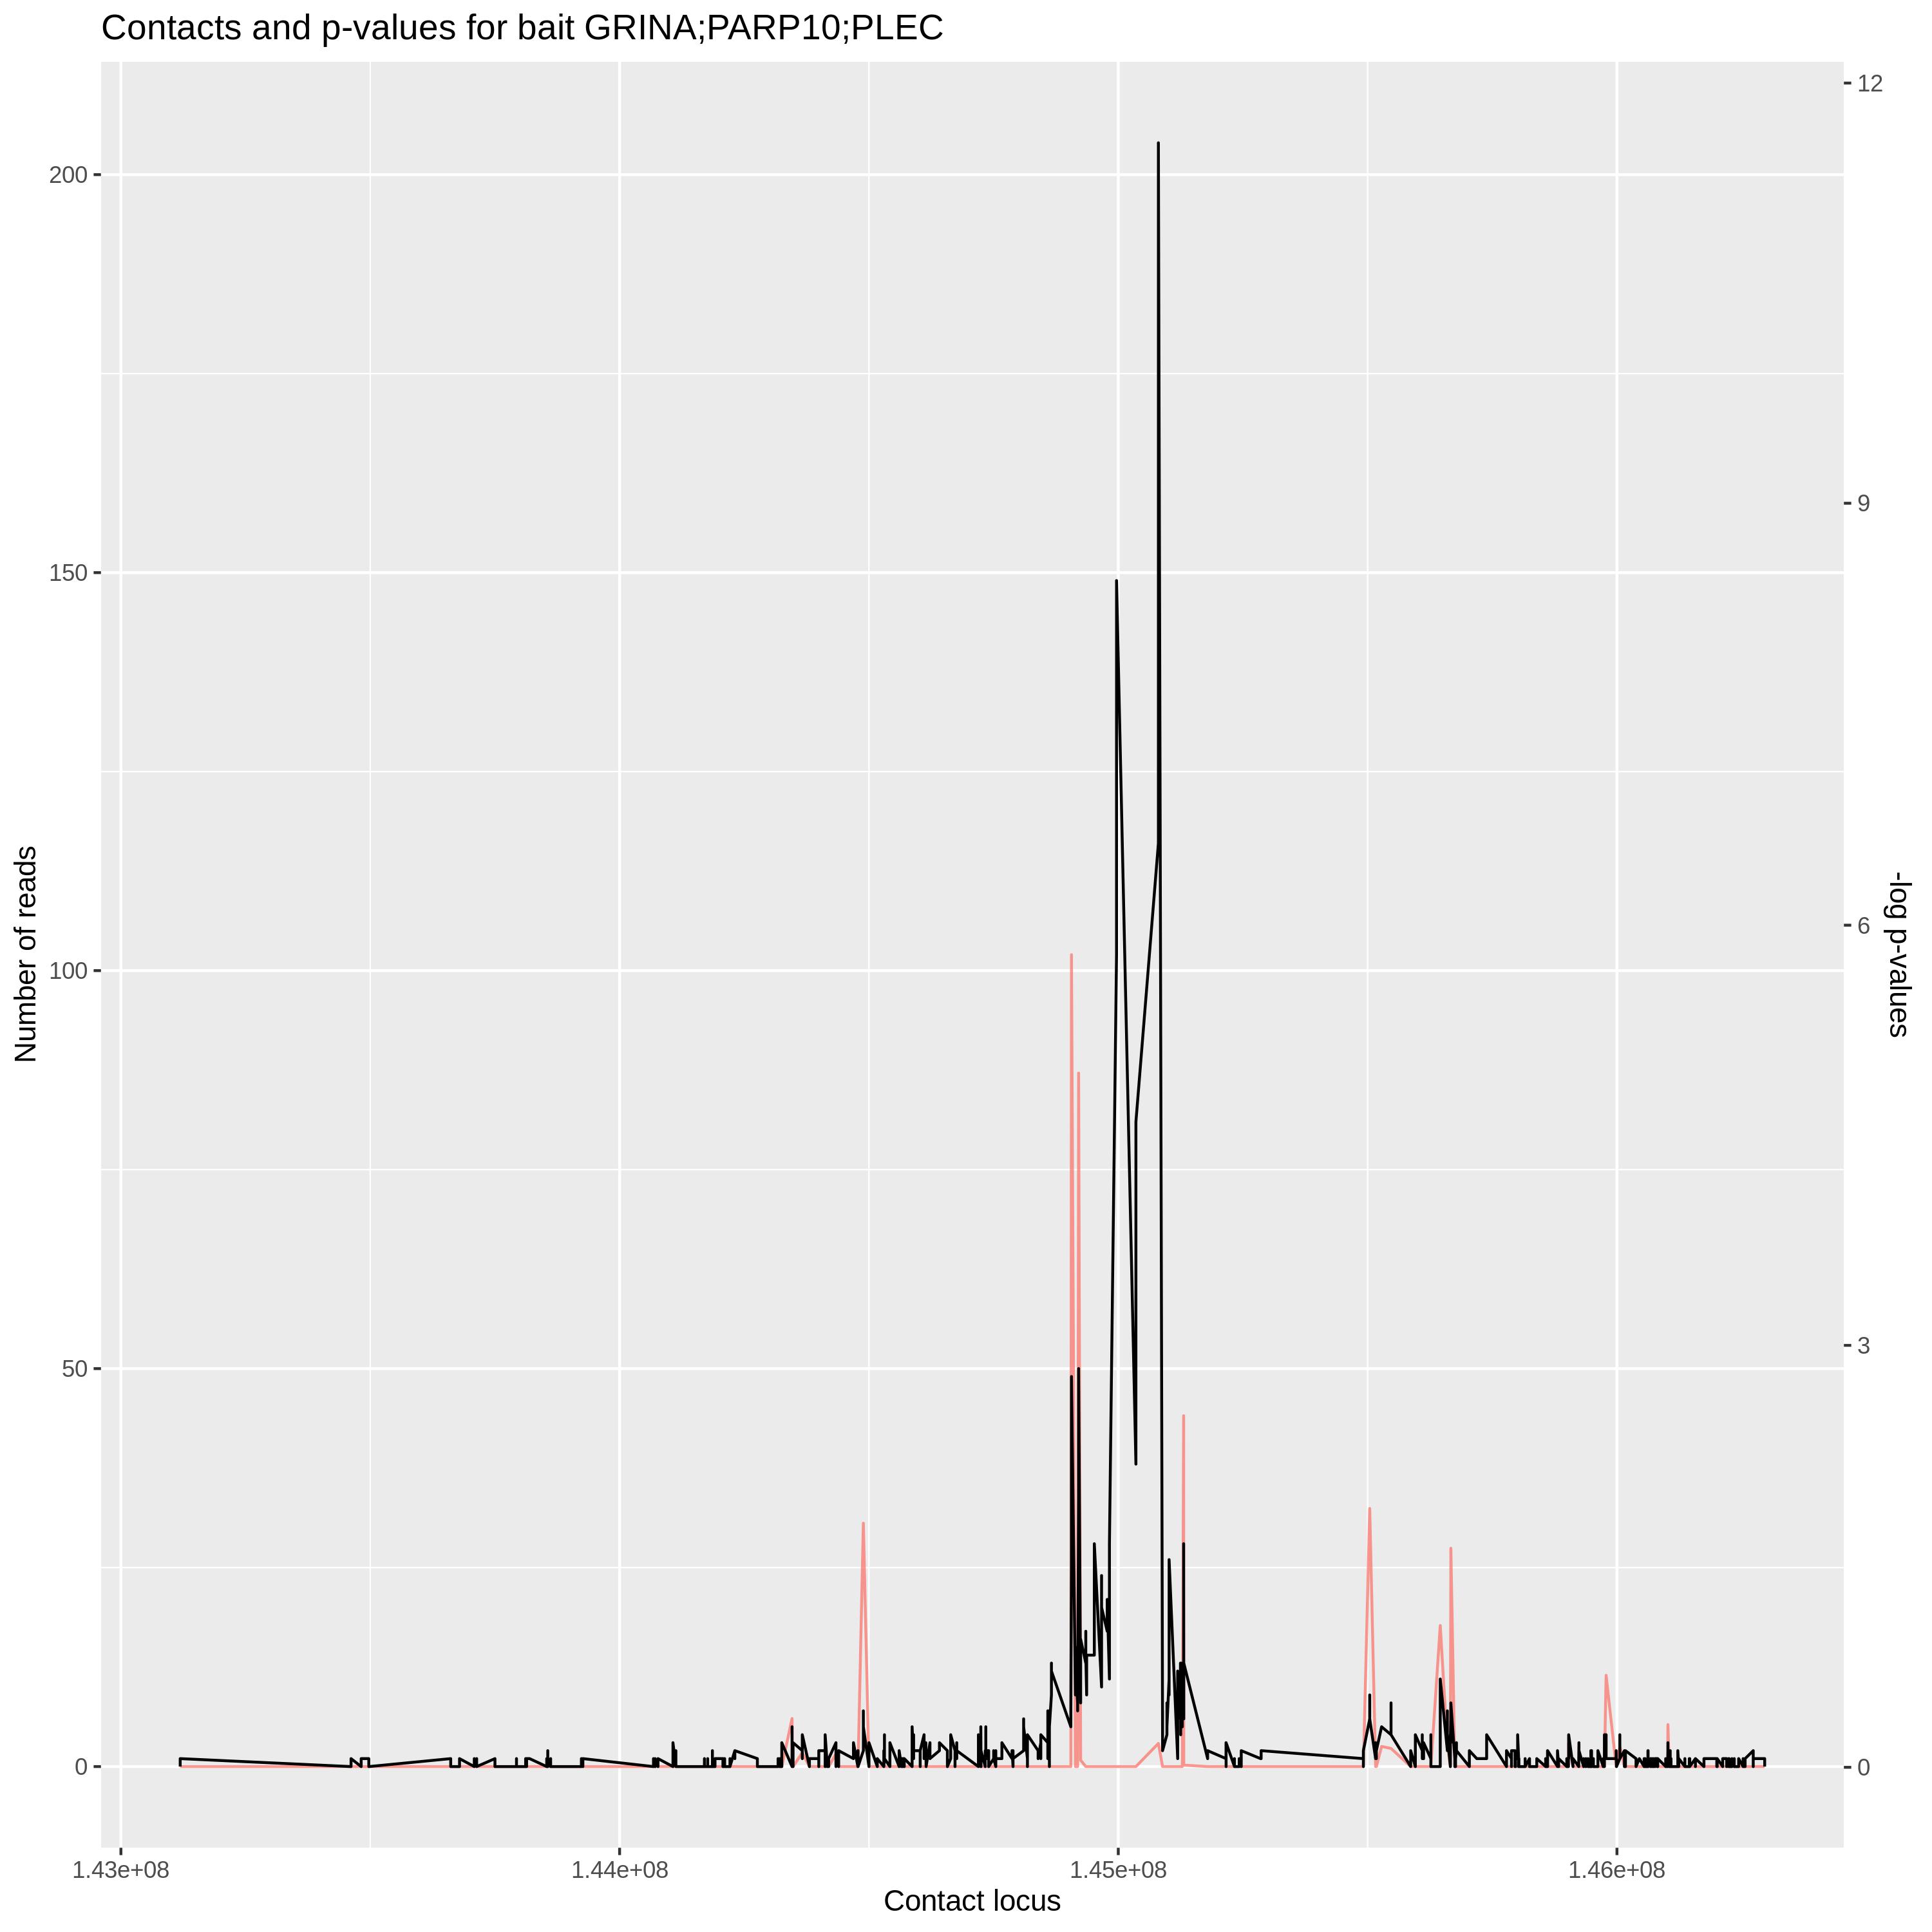 Contacts and p-values for bait GRINA;PARP10;PLEC
Number of reads
200
150
100
50
0
12
9
6
3
0
-log p-values
1.43e+08
1.44e+08
1.45e+08
1.46e+08
Contact locus